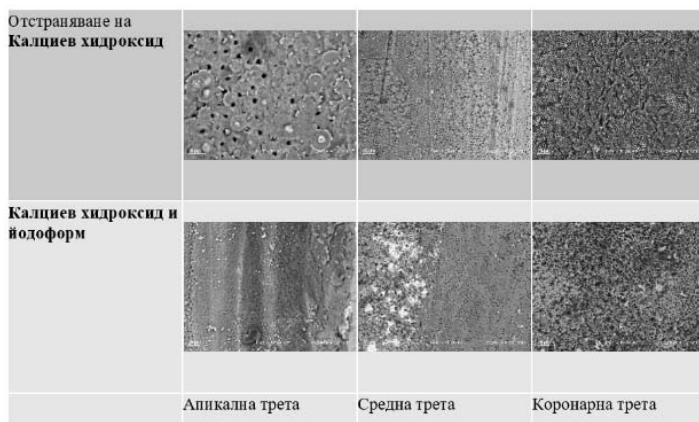 Отстраняване на
Калциев хидроксид
Калциев хидроксид и
йодоформ
Апикална трета
Средна трета
Коронарна трета